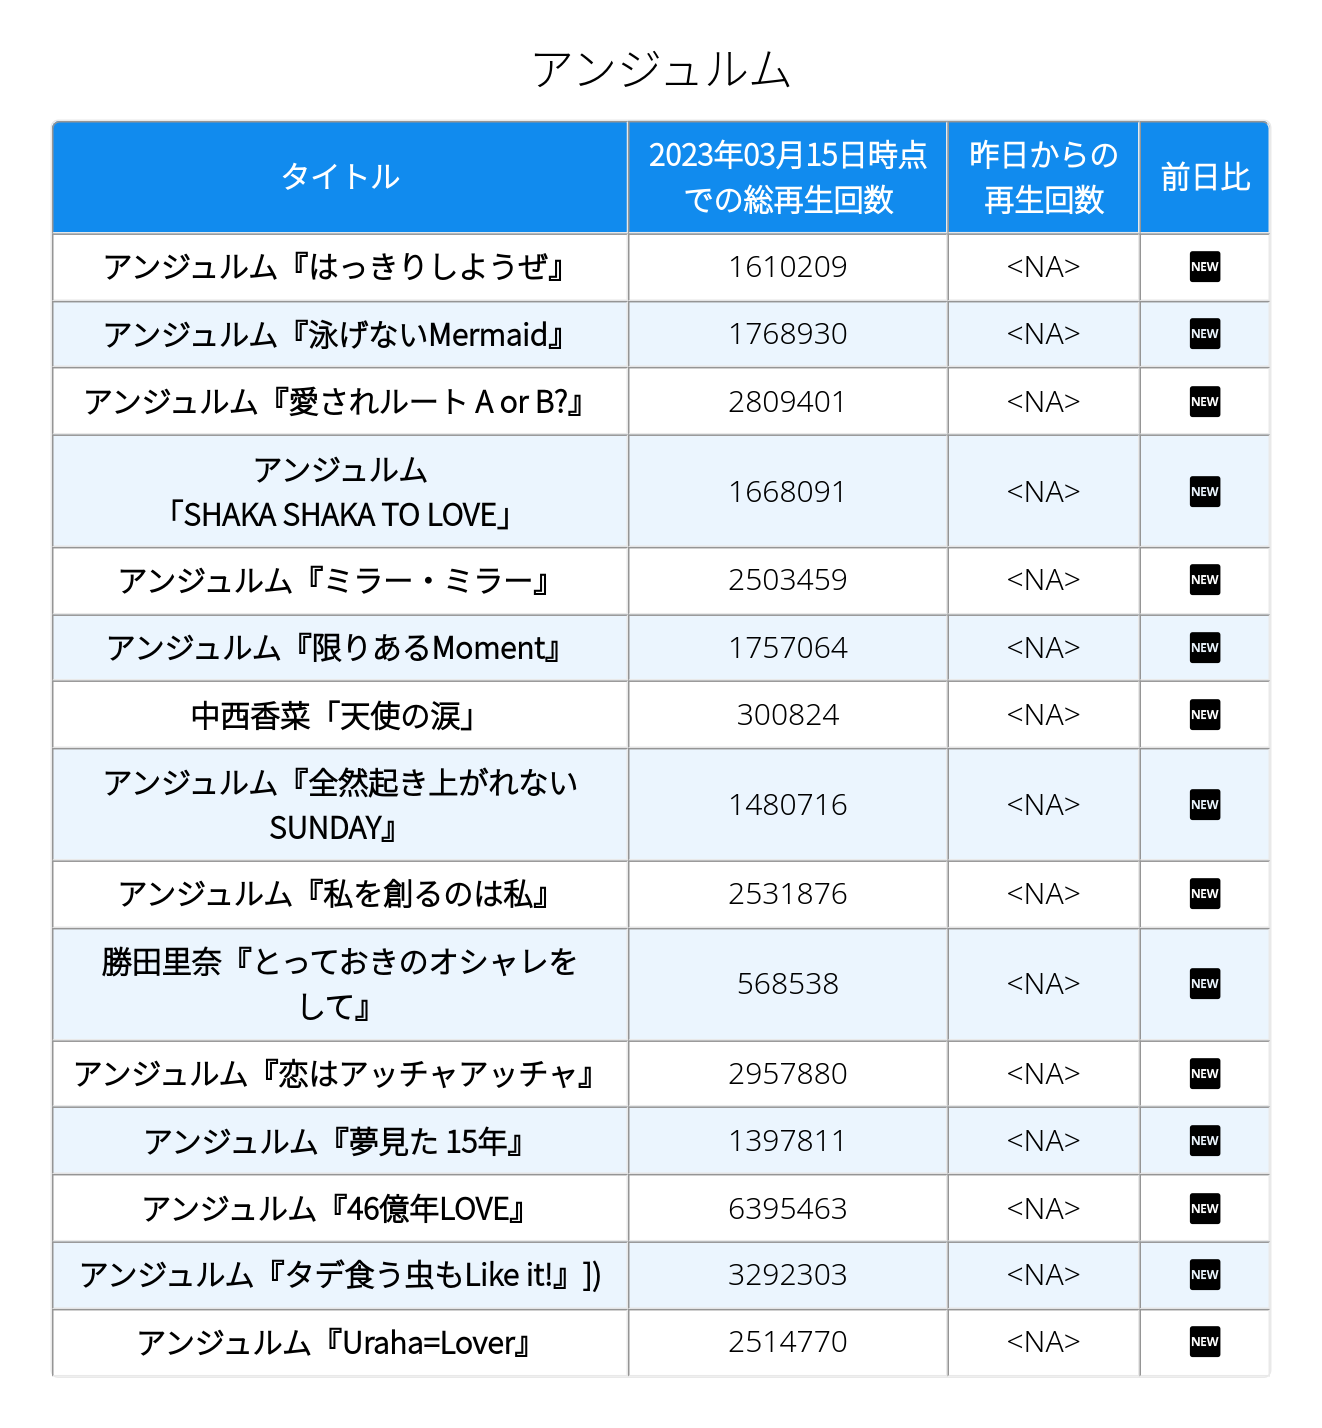 アンジュルム
タイトル
2023年03月15日時点
での総再生回数
昨日からの
再生回数
前日比
アンジュルム『はっきりしようぜ』 1610209 <NA> NEW
アンジュルム『泳げないMermaid』 1768930 <NA> NEW
アンジュルム『愛されルート A or B?』 2809401 <NA> NEW
アンジュルム
「SHAKA SHAKA TO LOVE」 1668091 <NA> NEW
アンジュルム『ミラー・ミラー』 2503459 <NA> NEW
アンジュルム『限りあるMoment』 1757064 <NA> NEW
中西香菜「天使の涙」 300824 <NA> NEW
アンジュルム『全然起き上がれない
SUNDAY』 1480716 <NA> NEW
アンジュルム『私を創るのは私』 2531876 <NA> NEW
勝田里奈『とっておきのオシャレを
して』 568538 <NA> NEW
アンジュルム『恋はアッチャアッチャ』 2957880 <NA> NEW
アンジュルム『夢見た 15年』 1397811 <NA> NEW
アンジュルム『46億年LOVE』 6395463 <NA> NEW
アンジュルム『タデ食う虫もLike it!』]) 3292303 <NA> NEW
アンジュルム『Uraha=Lover』 2514770 <NA> NEW